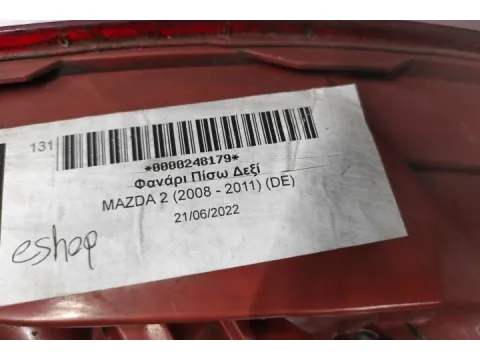 131
*0000248179*
Φανάρι Πίσω Δεξί
MAZDA 2 (2008 - 2011) (DE)
21/06/2022
eshop